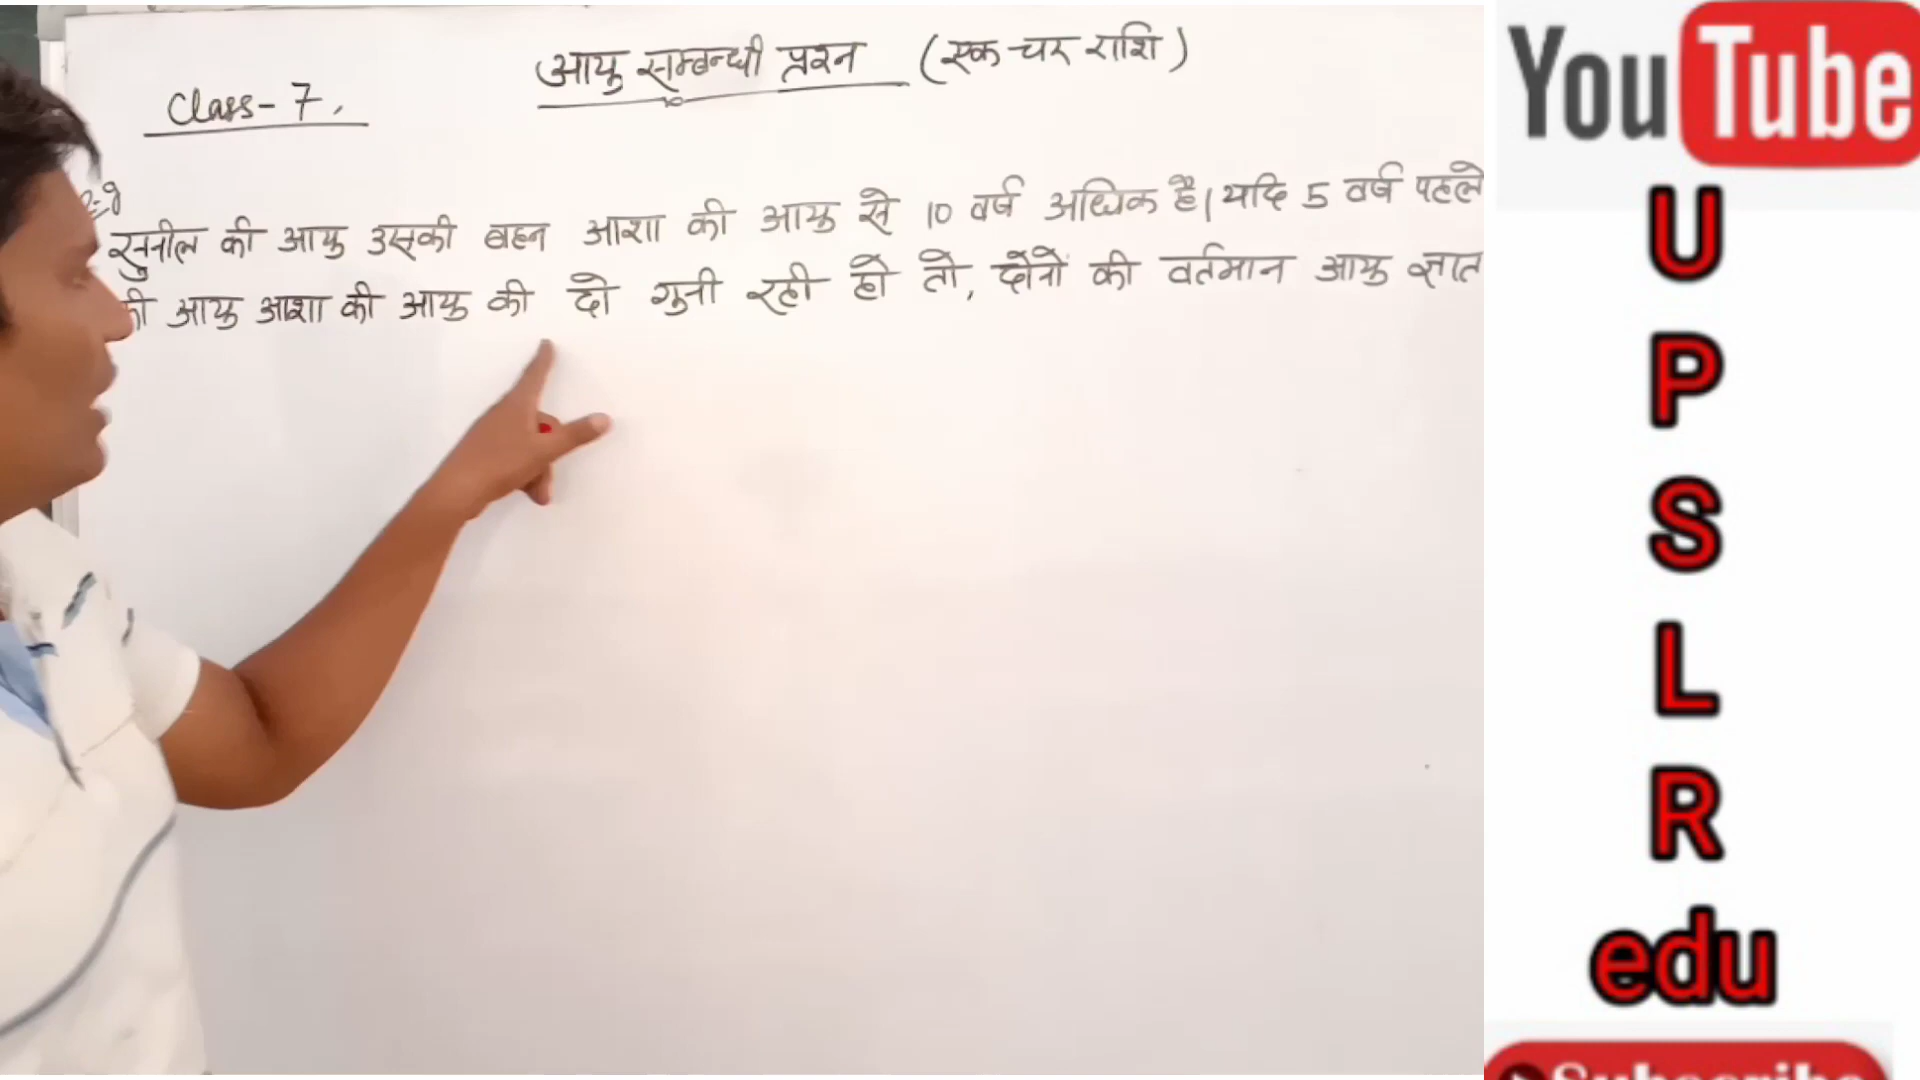 आयु सम्बन्धी प्रश्न (एक चर राशि)
Class - 7.
सुनील की आयु उसकी बहन आशा की आयु से 10 वर्ष अधिक है। यदि 5 वर्ष पहले
की आयु आशा की आयु की दो गुनी रही हो तो, दोनों की वर्तमान आयु ज्ञात
YouTube
U
P
S
L
R
edu
Subscribe